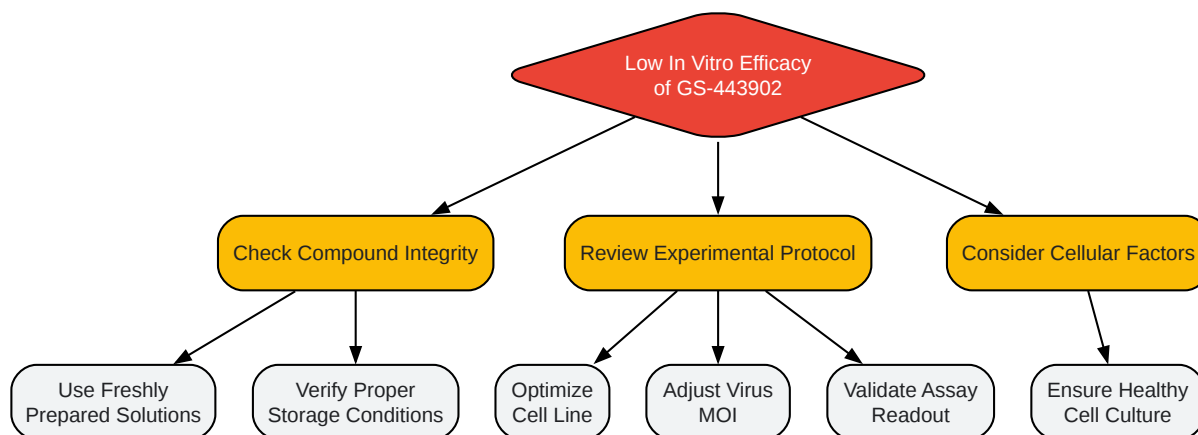 Low In Vitro Efficacy
of GS-443902
Check Compound Integrity
Review Experimental Protocol
Consider Cellular Factors
Use Freshly
Prepared Solutions
Verify Proper
Storage Conditions
Optimize
Cell Line
Adjust Virus
MOI
Validate Assay
Readout
Ensure Healthy
Cell Culture